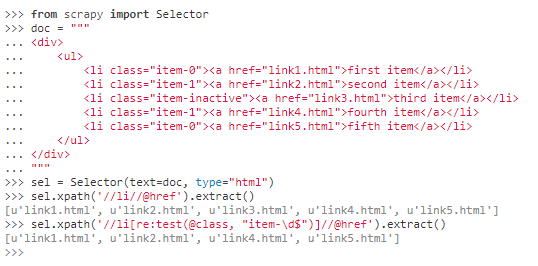 >>> from scrapy import Selector
>>> doc = """
... <div>
...     <ul>
...         <li class="item-0"><a href="link1.html">first item</a></li>
...         <li class="item-1"><a href="link2.html">second item</a></li>
...         <li class="item-inactive"><a href="link3.html">third item</a></li>
...         <li class="item-1"><a href="link4.html">fourth item</a></li>
...         <li class="item-0"><a href="link5.html">fifth item</a></li>
...     </ul>
... </div>
... """
>>> sel = Selector(text=doc, type="html")
>>> sel.xpath('//li//@href').extract()
[u'link1.html', u'link2.html', u'link3.html', u'link4.html', u'link5.html']
>>> sel.xpath('//li[re:test(@class, "item-\d$")]//@href').extract()
[u'link1.html', u'link2.html', u'link4.html', u'link5.html']
>>>